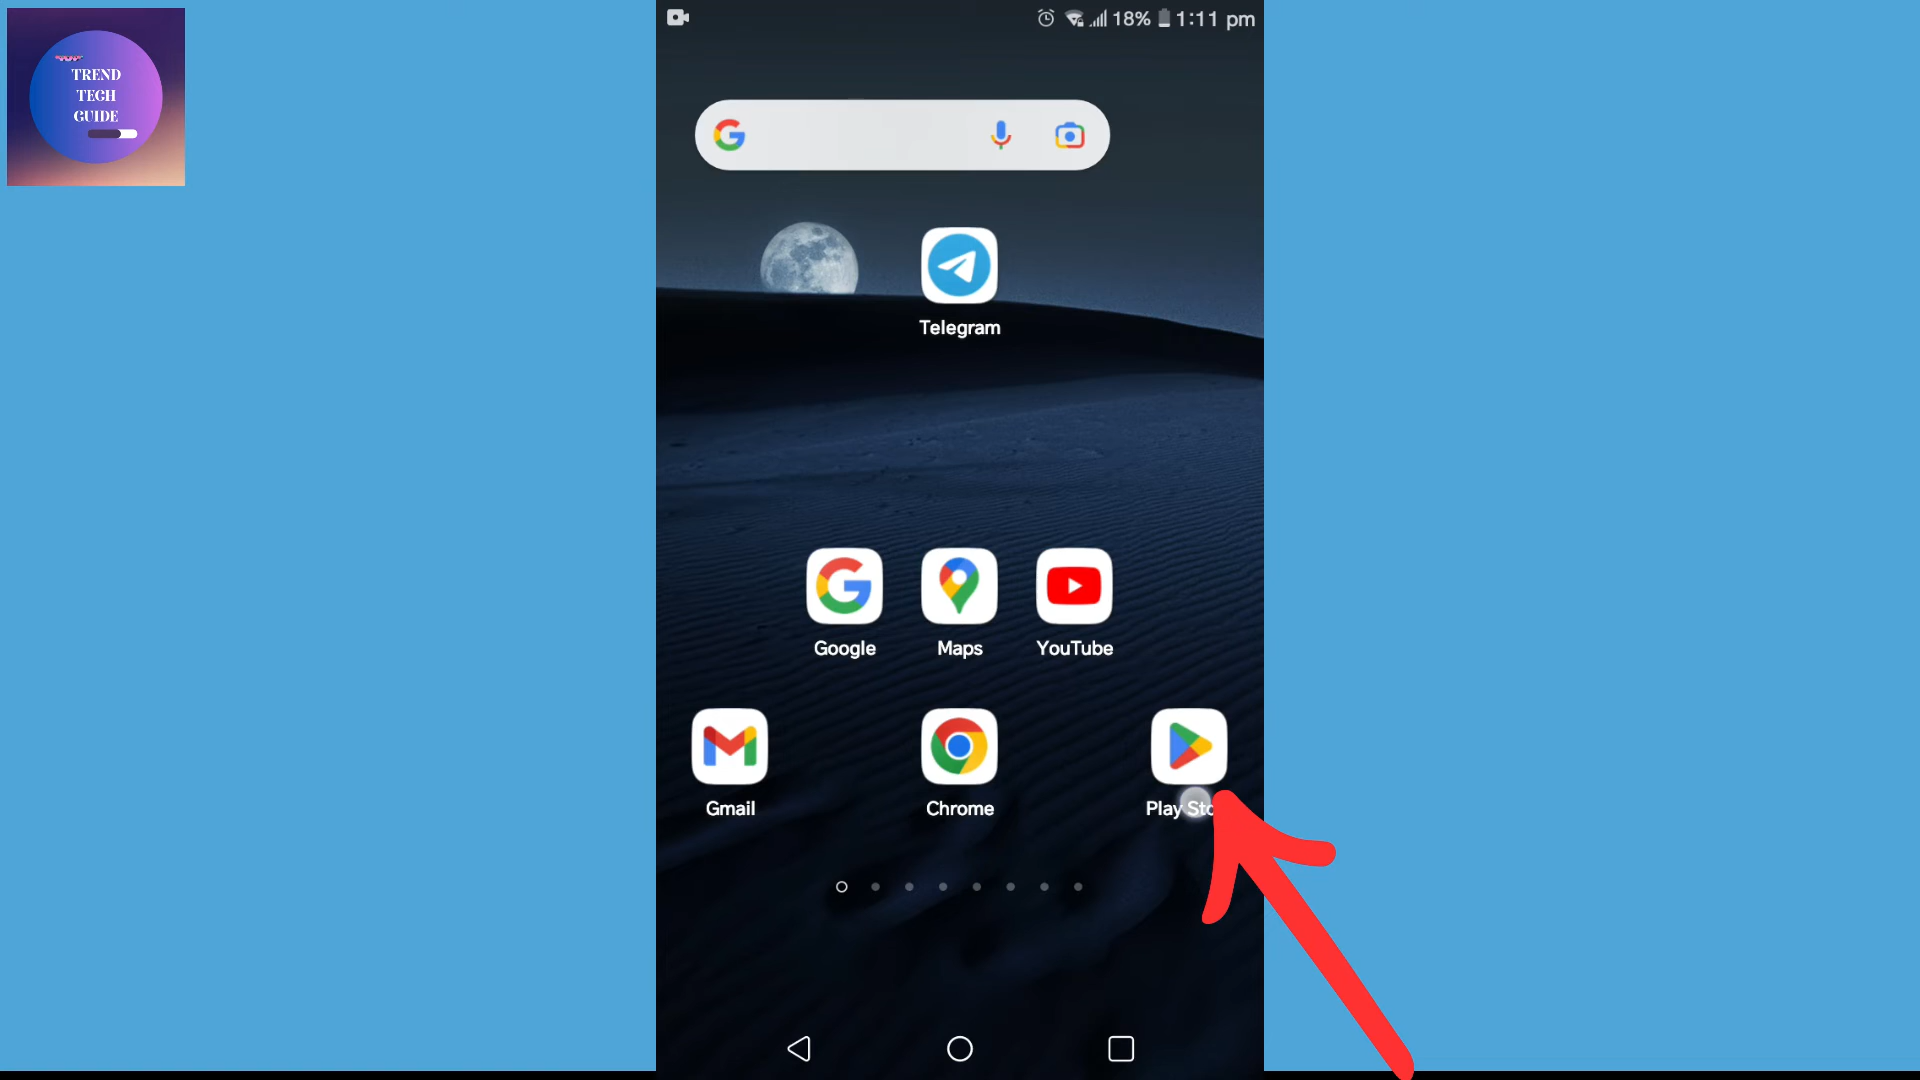 TREND
TECH
GUIDE
18% 1:11 pm
Telegram
Google Maps YouTube
Gmail Chrome Play Sto